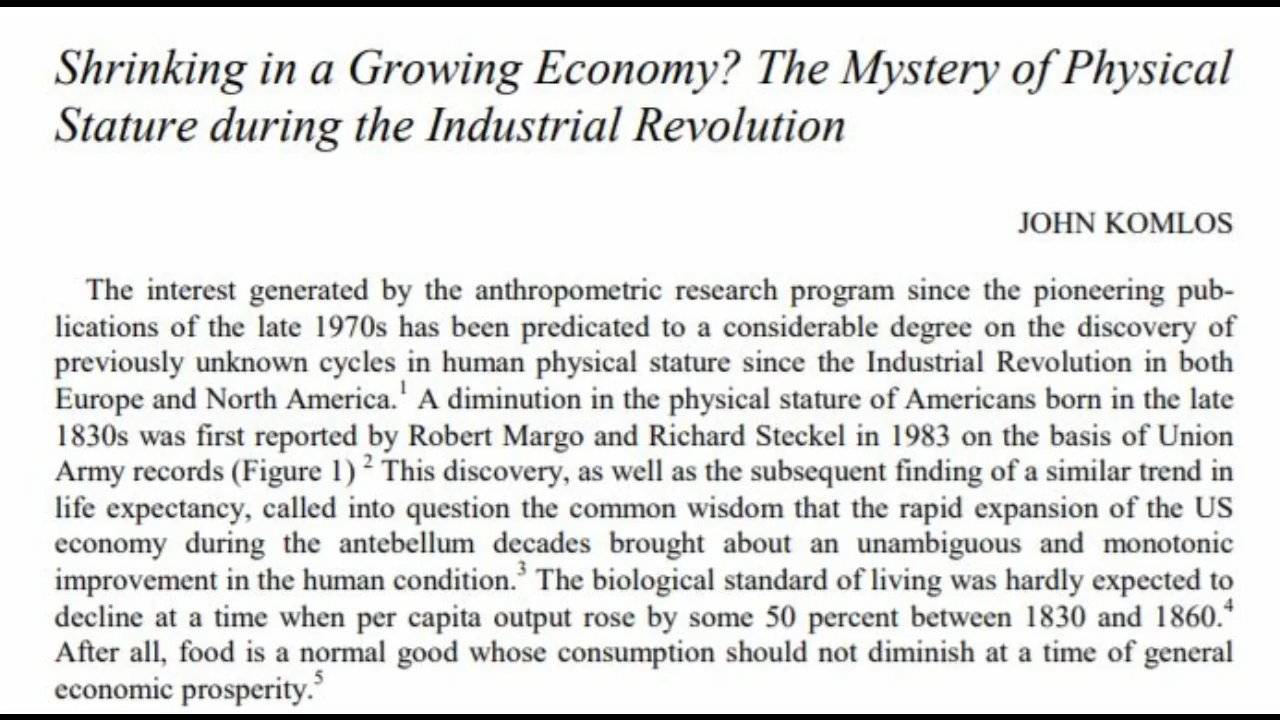 Shrinking in a Growing Economy? The Mystery of Physical
Stature during the Industrial Revolution
JOHN KOMLOS
The interest generated by the anthropometric research program since the pioneering pub-
lications of the late 1970s has been predicated to a considerable degree on the discovery of
previously unknown cycles in human physical stature since the Industrial Revolution in both
Europe and North America.1 A diminution in the physical stature of Americans born in the late
1830s was first reported by Robert Margo and Richard Steckel in 1983 on the basis of Union
Army records (Figure 1) 2 This discovery, as well as the subsequent finding of a similar trend in
life expectancy, called into question the common wisdom that the rapid expansion of the US
economy during the antebellum decades brought about an unambiguous and monotonic
improvement in the human condition.3 The biological standard of living was hardly expected to
decline at a time when per capita output rose by some 50 percent between 1830 and 1860.4
After all, food is a normal good whose consumption should not diminish at a time of general
economic prosperity.5